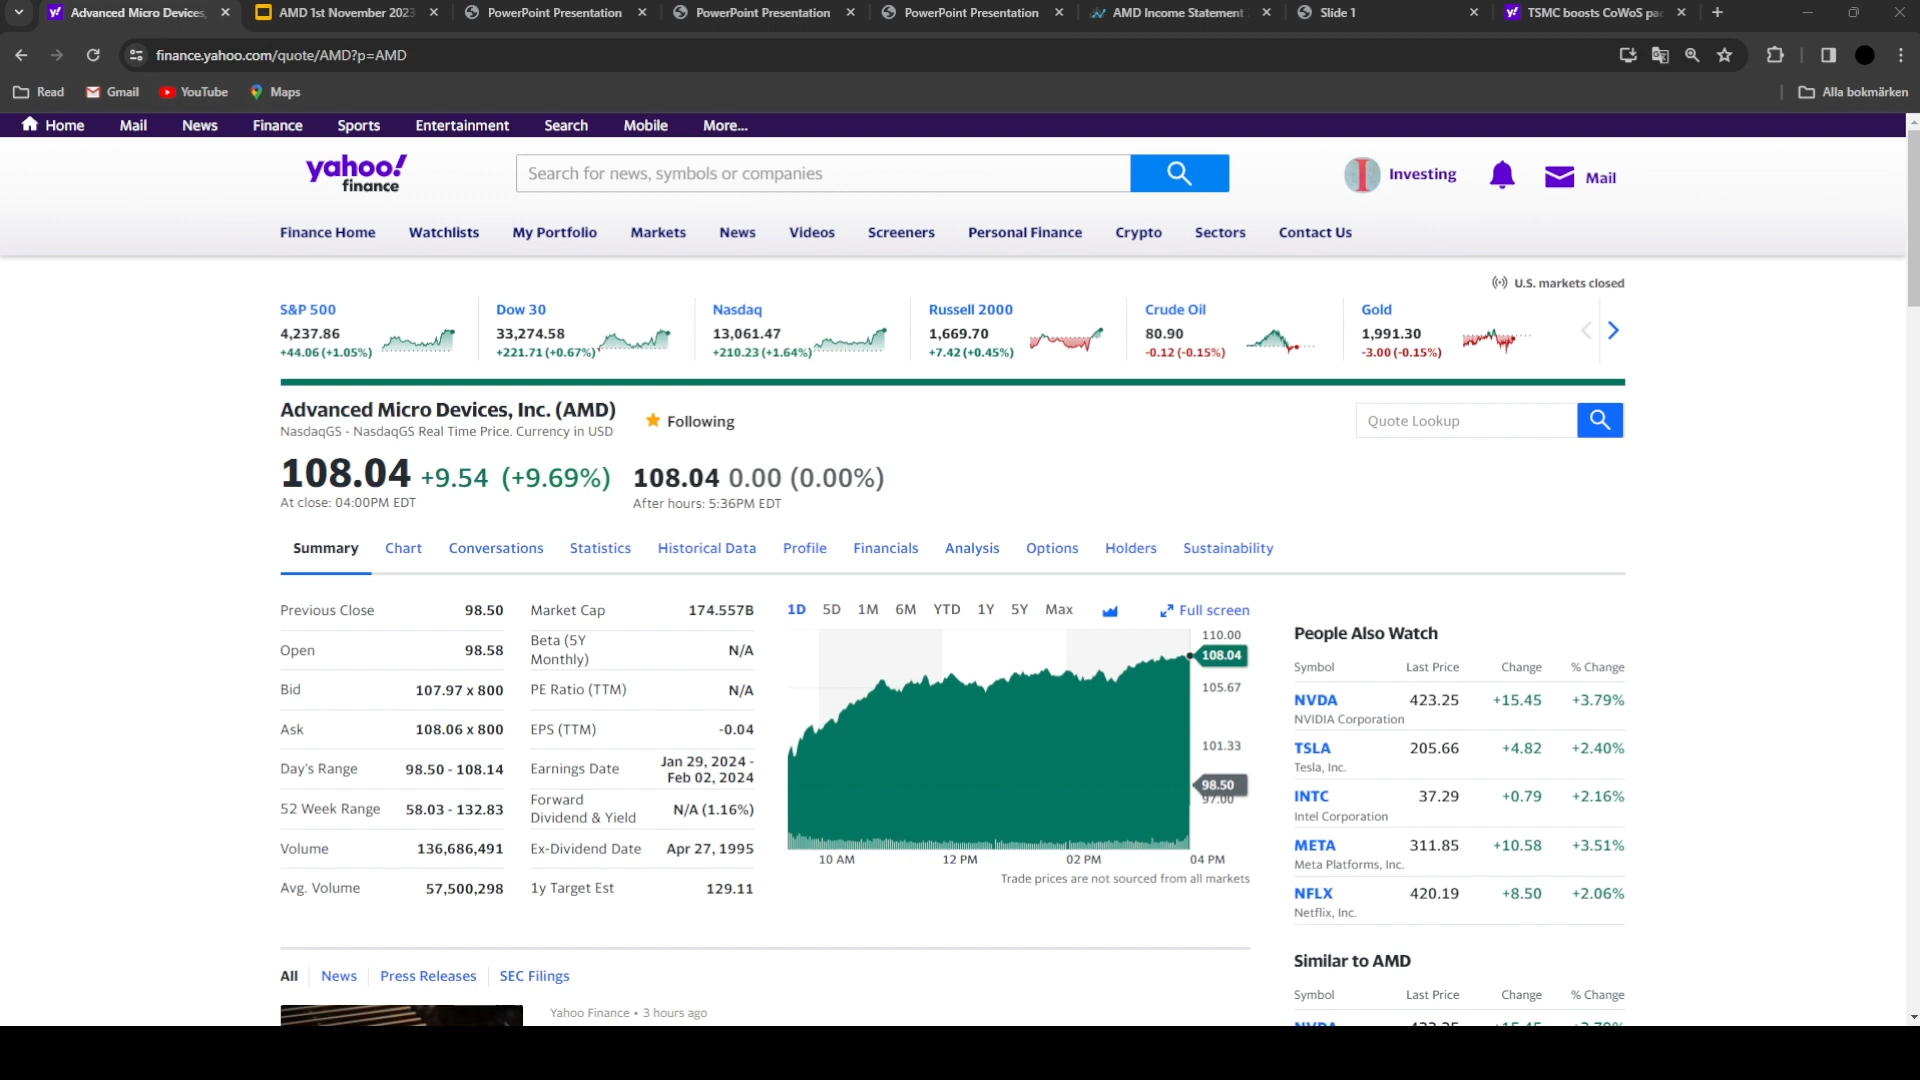 Advanced Micro Devices,
AMD 1st November 2023
PowerPoint Presentation
PowerPoint Presentation
PowerPoint Presentation
AMD Income Statement
Slide 1
TSMC boosts CoWoS
finance.yahoo.com/quote/AMD?p=AMD
Read
Gmail
YouTube
Maps
Alla bokmärken
Home
Mail
News
Finance
Sports
Entertainment
Search
Mobile
More...
yahoo!
finance
Search for news, symbols or companies
I
Investing
Mail
Finance Home
Watchlists
My Portfolio
Markets
News
Videos
Screeners
Personal Finance
Crypto
Sectors
Contact Us
U.S. markets closed
S&P 500
4,237.86
+44.06 (+1.05%)
Dow 30
33,274.58
+221.71 (+0.67%)
Nasdaq
13,061.47
+210.23 (+1.64%)
Russell 2000
1,669.70
+7.42 (+0.45%)
Crude Oil
80.90
-0.12 (-0.15%)
Gold
1,991.30
-3.00 (-0.15%)
Advanced Micro Devices, Inc. (AMD)
NasdaqGS - NasdaqGS Real Time Price. Currency in USD
Following
Quote Lookup
108.04 +9.54 (+9.69%)
At close: 04:00PM EDT
108.04 0.00 (0.00%)
After hours: 5:36PM EDT
Summary
Chart
Conversations
Statistics
Historical Data
Profile
Financials
Analysis
Options
Holders
Sustainability
Previous Close 98.50
Open 98.58
Bid 107.97 x 800
Ask 108.06 x 800
Day's Range 98.50 - 108.14
52 Week Range 58.03 - 132.83
Volume 136,686,491
Avg. Volume 57,500,298
Market Cap 174.557B
Beta (5Y
Monthly) N/A
PE Ratio (TTM) N/A
EPS (TTM) -0.04
Earnings Date Jan 29, 2024 -
Feb 02, 2024
Forward
Dividend & Yield N/A (1.16%)
Ex-Dividend Date Apr 27, 1995
1y Target Est 129.11
1D 5D 1M 6M YTD 1Y 5Y Max
Full screen
110.00
108.04
105.67
101.33
98.50
97.00
10 AM 12 PM 02 PM 04 PM
Trade prices are not sourced from all markets
People Also Watch
Symbol Last Price Change % Change
NVDA 423.25 +15.45 +3.79%
NVIDIA Corporation
TSLA 205.66 +4.82 +2.40%
Tesla, Inc.
INTC 37.29 +0.79 +2.16%
Intel Corporation
META 311.85 +10.58 +3.51%
Meta Platforms, Inc.
NFLX 420.19 +8.50 +2.06%
Netflix, Inc.
Similar to AMD
Symbol Last Price Change % Change
All
News
Press Releases
SEC Filings
Yahoo Finance • 3 hours ago